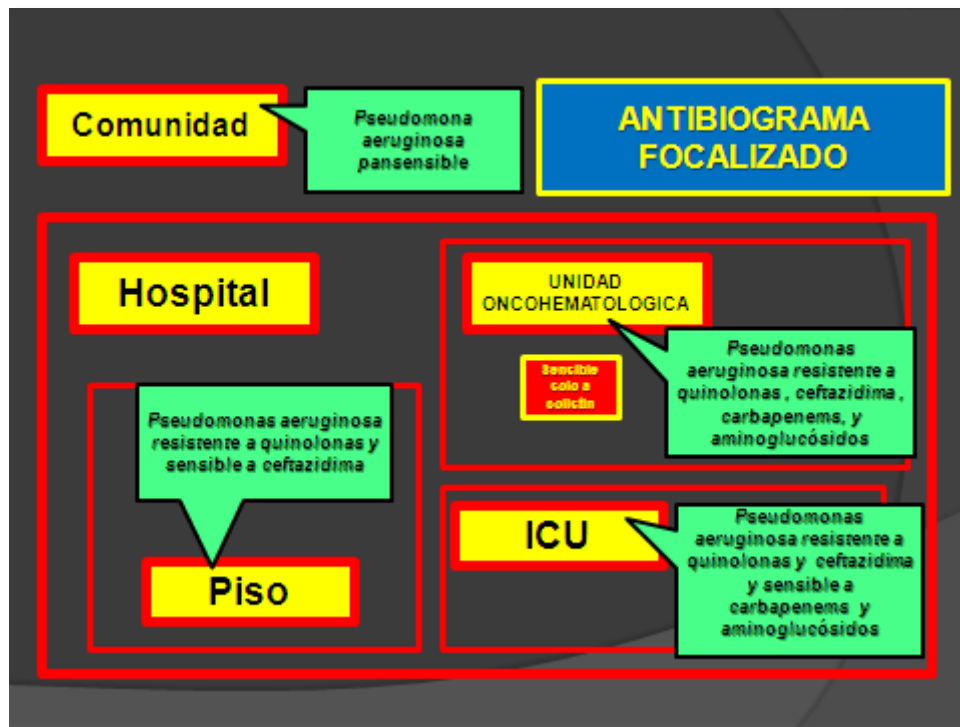 Comunidad
Pseudomona
aeruginosa
pansensible
ANTIBIOGRAMA
FOCALIZADO
Hospital
UNIDAD
ONCOHEMATOLOGICA
Pseudomonas
aeruginosa resistente a
quinolonas , ceftazidima ,
carbapenems, y
aminoglucósidos
Sencible
solo a
colictin
Pseudomonas aeruginosa
resistente a quinolonas y
sensible a ceftazidima
Piso
ICU
Pseudomonas
aeruginosa resistente a
quinolonas y ceftazidima
y sensible a
carbapenems y
aminoglucósidos